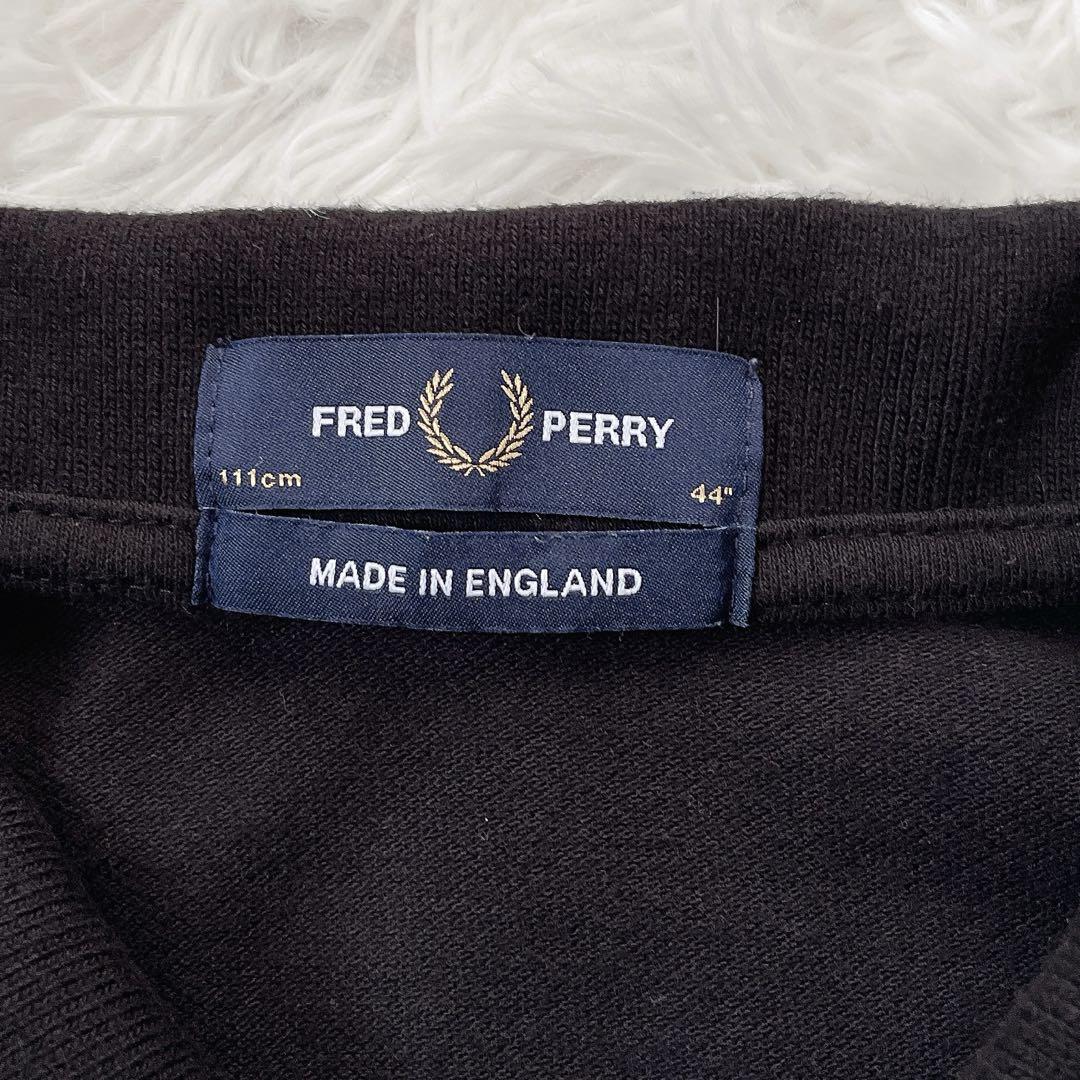 FRED PERRY
111cm 44"
MADE IN ENGLAND